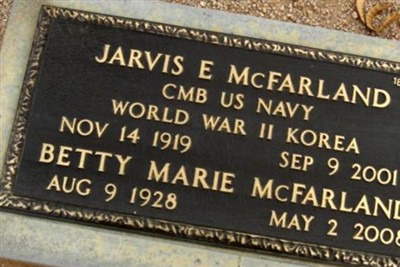 JARVIS E McFARLAND
CMB US NAVY
WORLD WAR II KOREA
NOV 14 1919 SEP 9 2001
BETTY MARIE McFARLAND
AUG 9 1928 MAY 2 2008